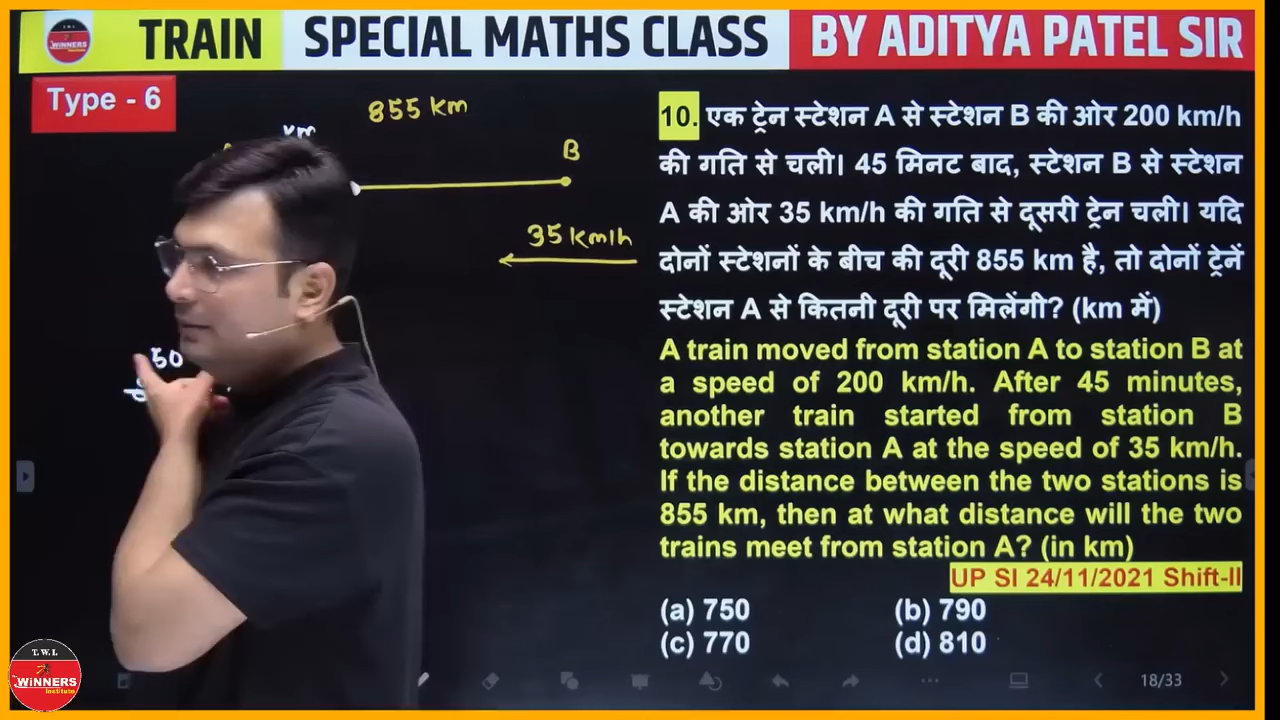 WiNNERS
TRAIN SPECIAL MATHS CLASS BY ADITYA PATEL SIR
Type - 6
855 km
km
B
35 km/h
50
10. एक ट्रेन स्टेशन A से स्टेशन B की ओर 200 km/h
की गति से चली। 45 मिनट बाद, स्टेशन B से स्टेशन
A की ओर 35 km/h की गति से दूसरी ट्रेन चली। यदि
दोनों स्टेशनों के बीच की दूरी 855 km है, तो दोनों ट्रेनें
स्टेशन A से कितनी दूरी पर मिलेंगी? (km में)
A train moved from station A to station B at
a speed of 200 km/h. After 45 minutes,
another train started from station B
towards station A at the speed of 35 km/h.
If the distance between the two stations is
855 km, then at what distance will the two
trains meet from station A? (in km)
UP SI 24/11/2021 Shift-II
(a) 750 (b) 790
(c) 770 (d) 810
18/33
T.W.I.
WiNNERS
Institute